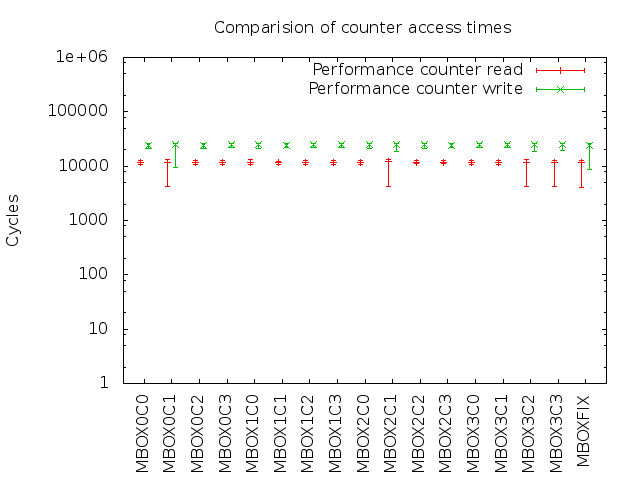 Comparision of counter access times
Performance counter read
Performance counter write
Cycles
1e+06
100000
10000
1000
100
10
1
MBOX0C0
MBOX0C1
MBOX0C2
MBOX0C3
MBOX1C0
MBOX1C1
MBOX1C2
MBOX1C3
MBOX2C0
MBOX2C1
MBOX2C2
MBOX2C3
MBOX3C0
MBOX3C1
MBOX3C2
MBOX3C3
MBOXFIX